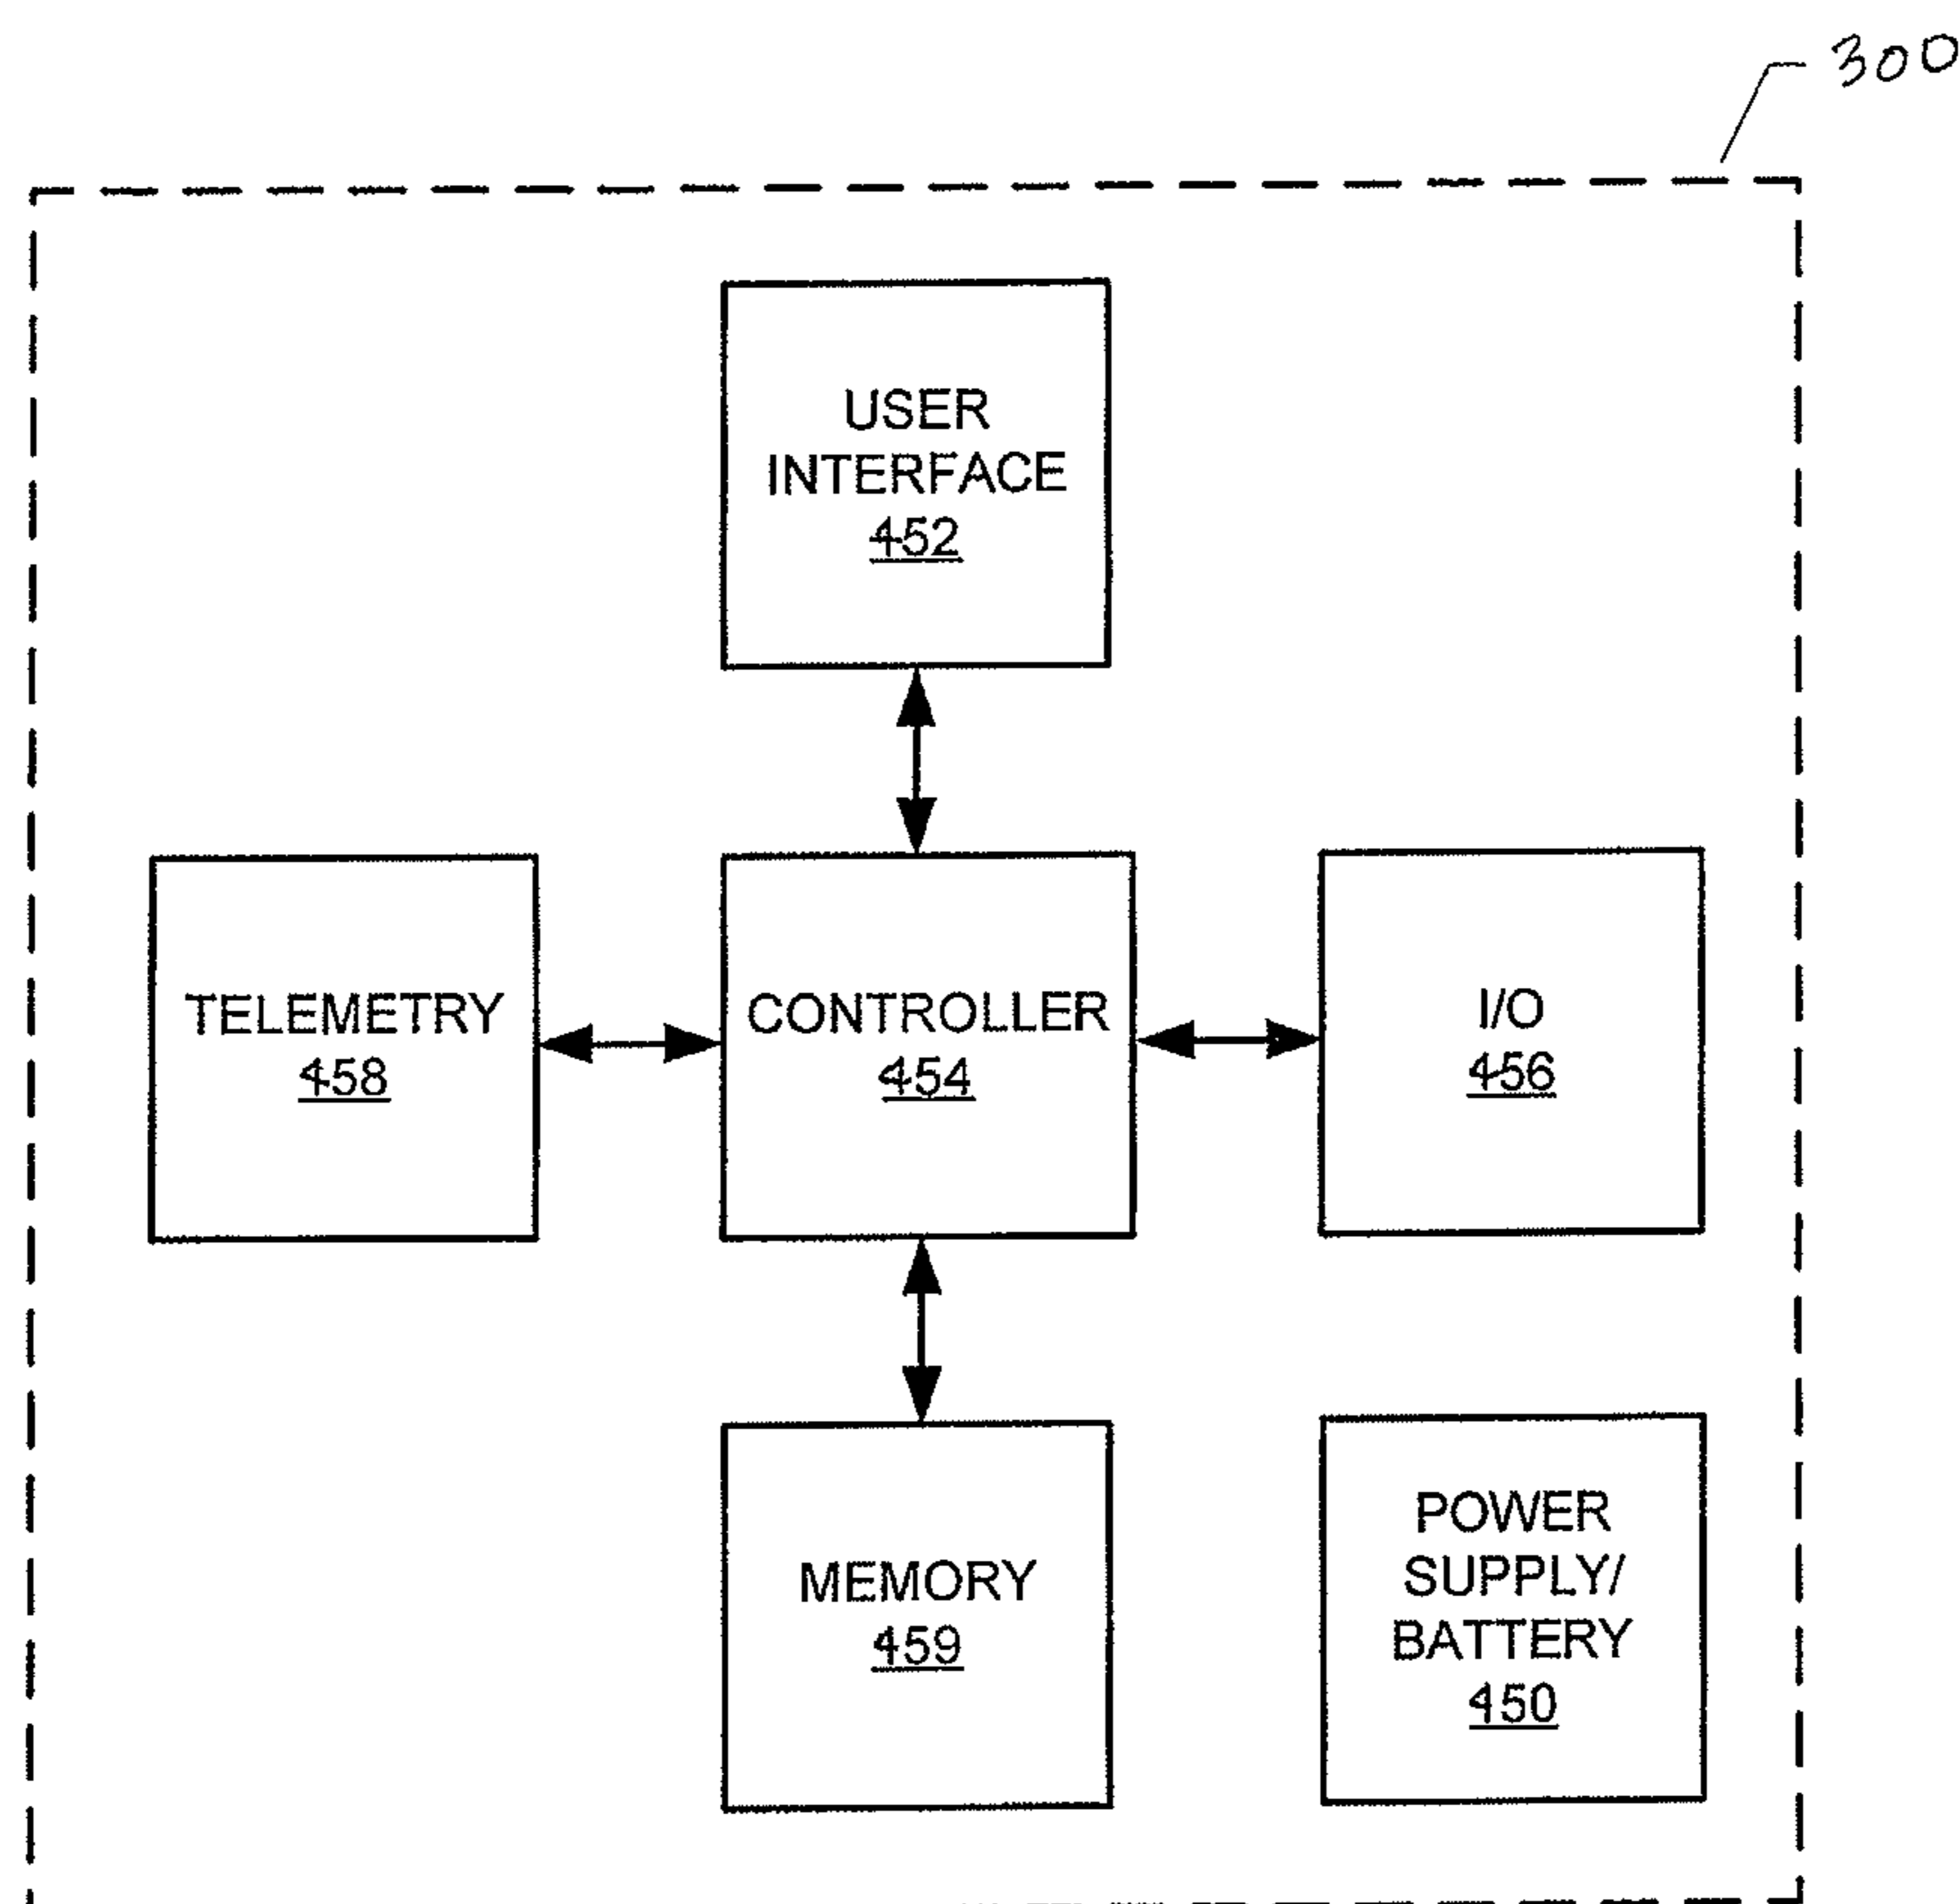 300
USER
INTERFACE
452
TELEMETRY
458
CONTROLLER
454
I/O
456
MEMORY
459
POWER
SUPPLY/
BATTERY
450